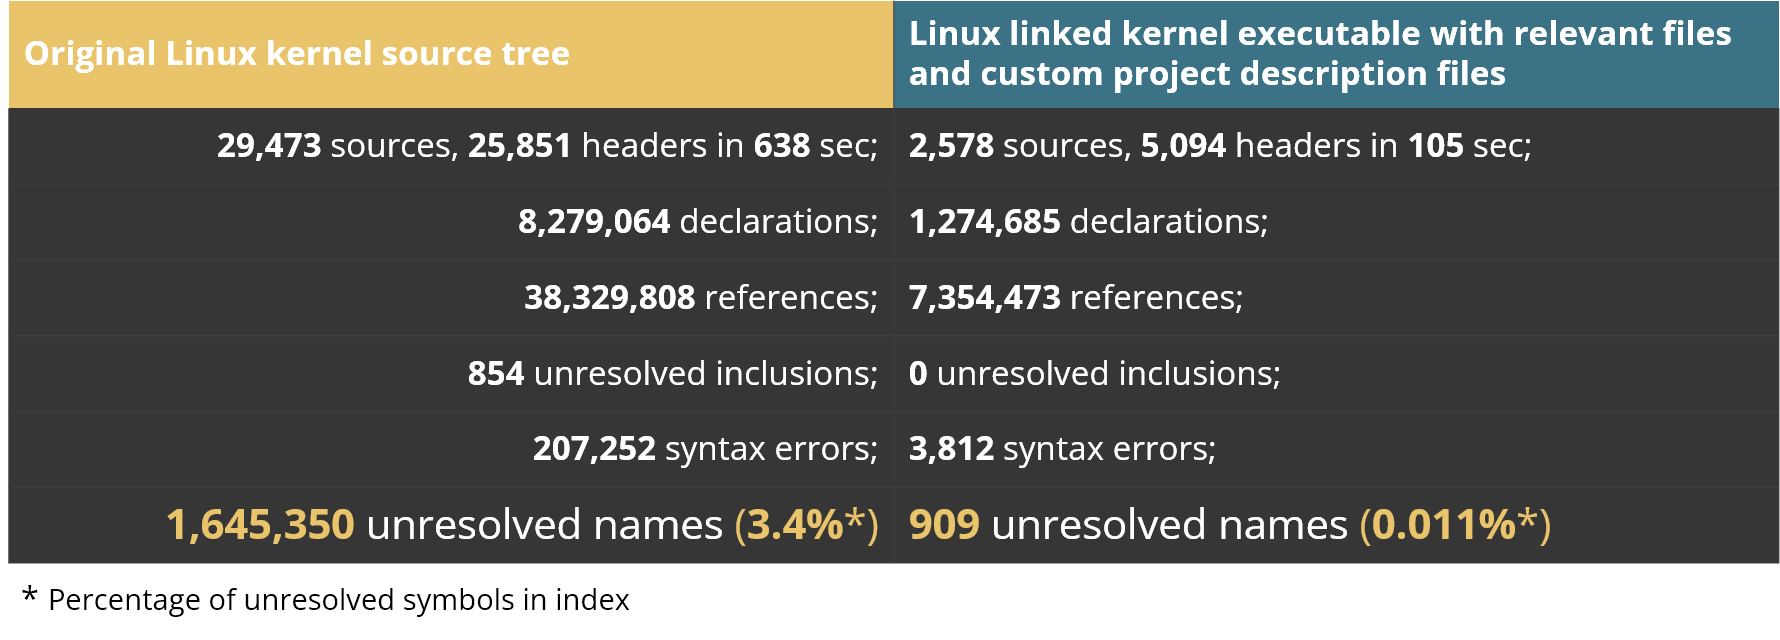 Original Linux kernel source tree
Linux linked kernel executable with relevant files
and custom project description files
29,473 sources, 25,851 headers in 638 sec;
2,578 sources, 5,094 headers in 105 sec;
8,279,064 declarations;
1,274,685 declarations;
38,329,808 references;
7,354,473 references;
854 unresolved inclusions;
0 unresolved inclusions;
207,252 syntax errors;
3,812 syntax errors;
1,645,350 unresolved names (3.4%*)
909 unresolved names (0.011%*)
* Percentage of unresolved symbols in index